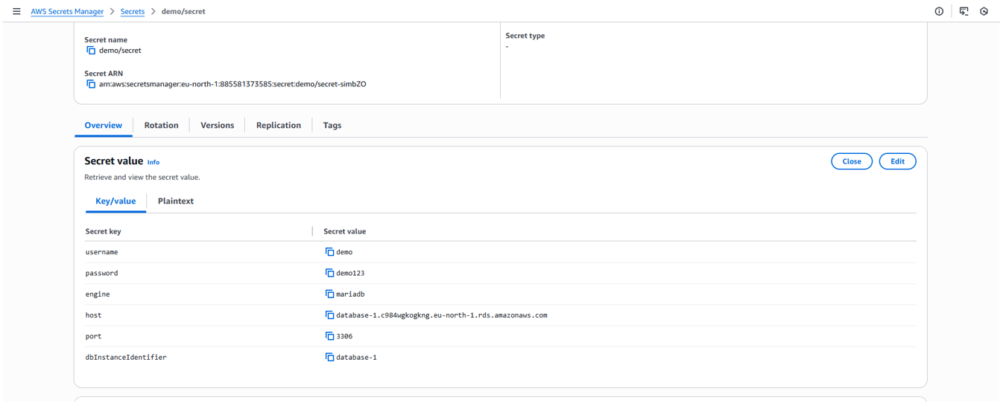 AWS Secrets Manager > Secrets > demo/secret
Secret name
demo/secret
Secret ARN
arn:aws:secretsmanager:eu-north-1:885581373585:secret:demo/secret-simbZO
Secret type
-
Overview Rotation Versions Replication Tags
Secret value Info
Close Edit
Retrieve and view the secret value.
Key/value Plaintext
Secret key Secret value
username demo
password demo123
engine mariadb
host database-1.c984wgkogkng.eu-north-1.rds.amazonaws.com
port 3306
dbInstanceIdentifier database-1